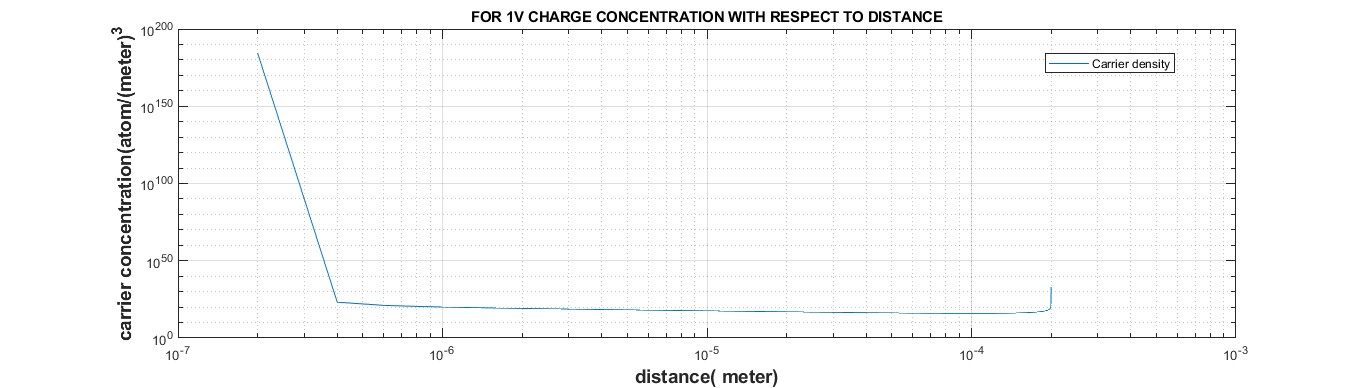 FOR 1V CHARGE CONCENTRATION WITH RESPECT TO DISTANCE
carrier concentration(atom/(meter)^3
10^200
10^150
10^100
10^50
10^0
Carrier density
10^-7 10^-6 10^-5 10^-4 10^-3
distance( meter)